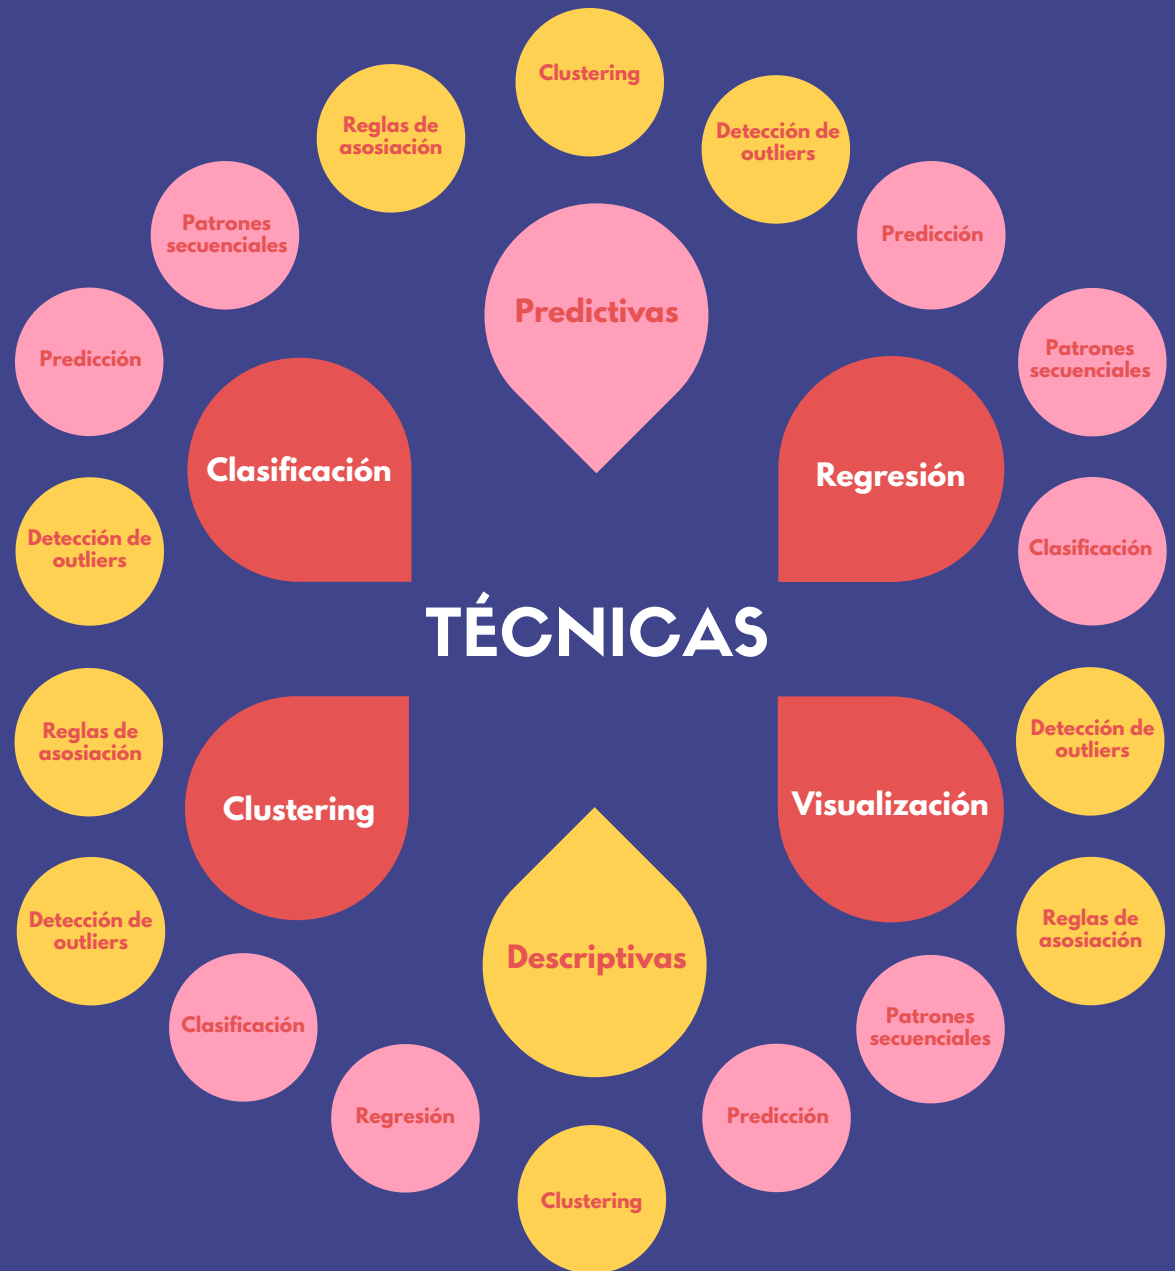 Clustering
Reglas de
asosiación
Detección de
outliers
Patrones
secuenciales
Predicción
Predictivas
Predicción
Patrones
secuenciales
Clasificación
Regresión
Detección de
outliers
Clasificación
TÉCNICAS
Reglas de
asosiación
Detección de
outliers
Clustering
Visualización
Detección de
outliers
Reglas de
asosiación
Descriptivas
Clasificación
Patrones
secuenciales
Regresión
Predicción
Clustering